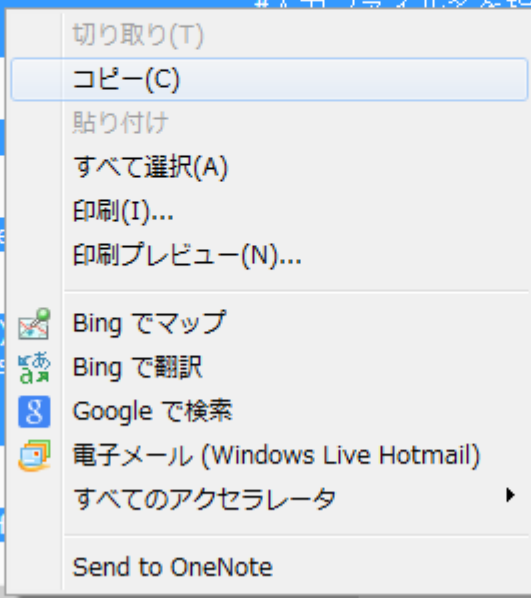 切り取り(T)
コピー(C)
貼り付け
すべて選択(A)
印刷(I)...
印刷プレビュー(N)...
Bing でマップ
Bing で翻訳
Google で検索
電子メール (Windows Live Hotmail)
すべてのアクセラレータ
Send to OneNote